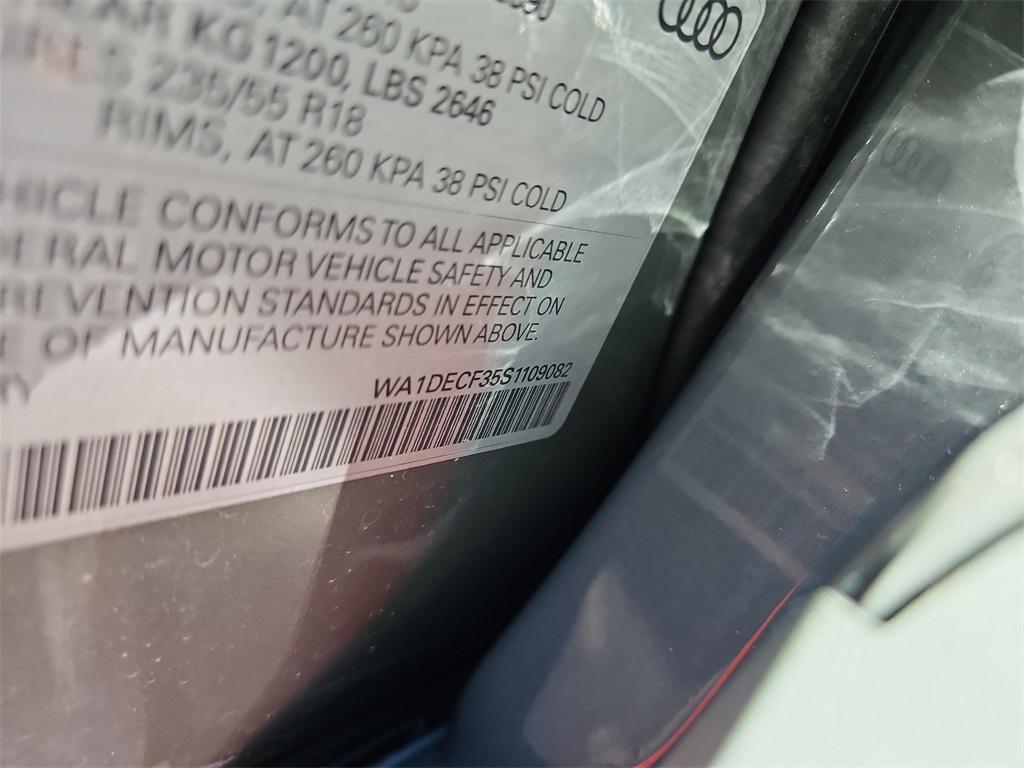 AT 260 KPA 38 PSI COLD
KG 1200, LBS 2646
235/55 R18
RIMS, AT 260 KPA 38 PSI COLD
CONFORMS TO ALL APPLICABLE
MOTOR VEHICLE SAFETY AND
STANDARDS IN EFFECT ON
OF MANUFACTURE SHOWN ABOVE.
WA1DECF35S1109082